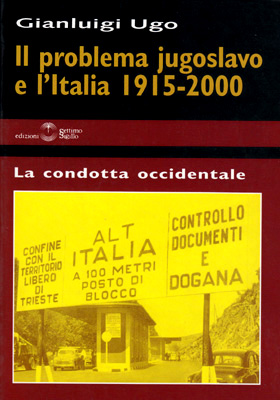 Gianluigi Ugo
Il problema jugoslavo
e l'Italia 1915-2000
edizioni Settimo Sigillo
La condotta occidentale
CONFINE
CON IL
TERRITORIO
LIBERO DI
TRIESTE
ALT
ITALIA
A 100 METRI
POSTO DI
BLOCCO
CONTROLLO
DOCUMENTI
E
DOGANA